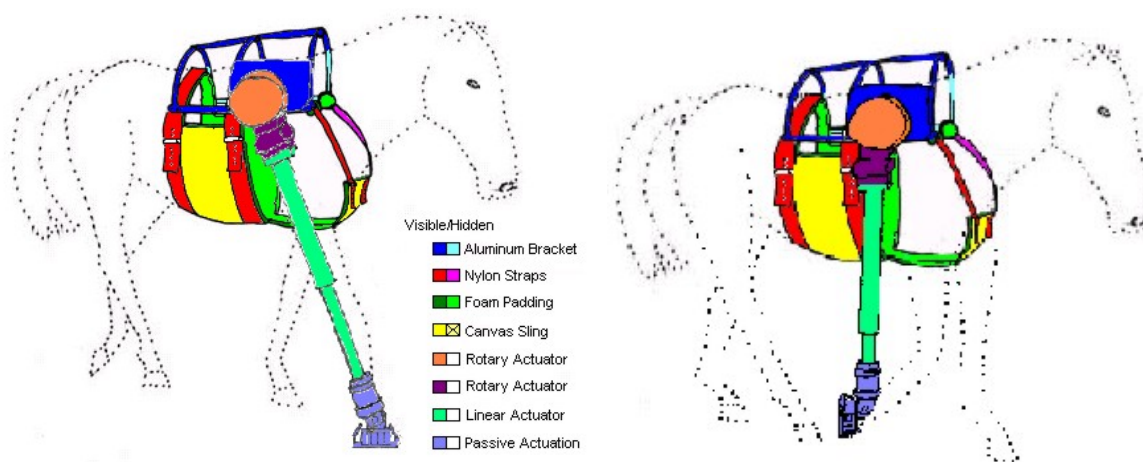 Visible/Hidden
Aluminum Bracket
Nylon Straps
Foam Padding
Canvas Sling
Rotary Actuator
Rotary Actuator
Linear Actuator
Passive Actuation